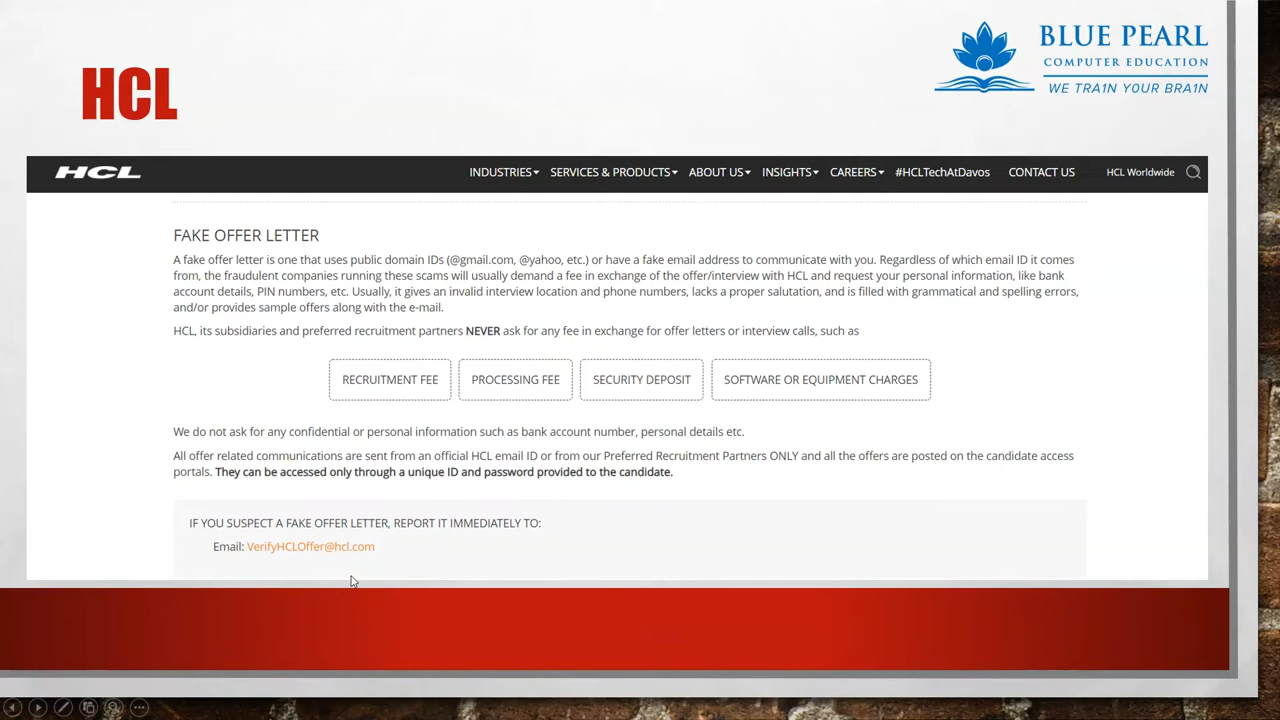 BLUE PEARL
COMPUTER EDUCATION
WE TRA1N Y0UR BRA1N
HCL
HCL
INDUSTRIES
SERVICES & PRODUCTS
ABOUT US
INSIGHTS
CAREERS
#HCLTechAtDavos
CONTACT US
HCL Worldwide
FAKE OFFER LETTER
A fake offer letter is one that uses public domain IDs (@gmail.com, @yahoo, etc.) or have a fake email address to communicate with you. Regardless of which email ID it comes
from, the fraudulent companies running these scams will usually demand a fee in exchange of the offer/interview with HCL and request your personal information, like bank
account details, PIN numbers, etc. Usually, it gives an invalid interview location and phone numbers, lacks a proper salutation, and is filled with grammatical and spelling errors,
and/or provides sample offers along with the e-mail.
HCL, its subsidiaries and preferred recruitment partners NEVER ask for any fee in exchange for offer letters or interview calls, such as
RECRUITMENT FEE
PROCESSING FEE
SECURITY DEPOSIT
SOFTWARE OR EQUIPMENT CHARGES
We do not ask for any confidential or personal information such as bank account number, personal details etc.
All offer related communications are sent from an official HCL email ID or from our Preferred Recruitment Partners ONLY and all the offers are posted on the candidate access
portals. They can be accessed only through a unique ID and password provided to the candidate.
IF YOU SUSPECT A FAKE OFFER LETTER, REPORT IT IMMEDIATELY TO:
Email: VerifyHCLOffer@hcl.com